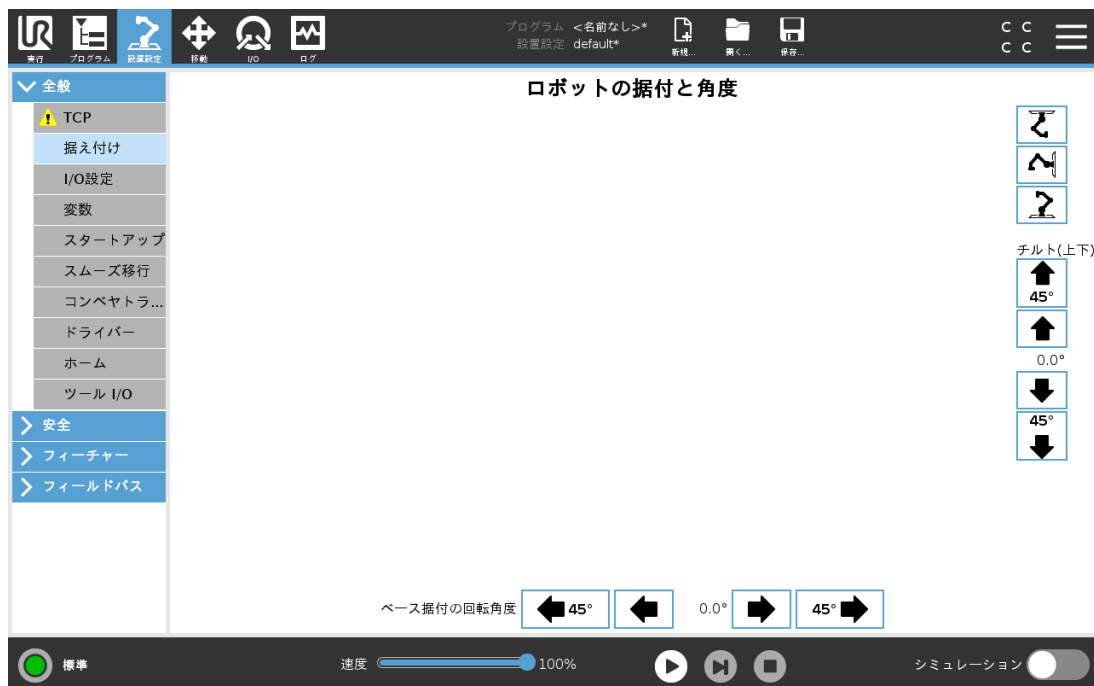 プログラム <名前なし>*
設置設定 default*
実行 プログラム 設置設定 移動 I/O ログ
新規... 開く... 保存...
C C
C C
全般
TCP
据え付け
I/O設定
変数
スタートアップ
スムーズ移行
コンベヤトラ...
ドライバー
ホーム
ツール I/O
安全
フィーチャー
フィールドバス
ロボットの据付と角度
チルト(上下)
45°
0.0°
45°
ベース据付の回転角度 45° 0.0° 45°
標準
速度 100%
シミュレーション